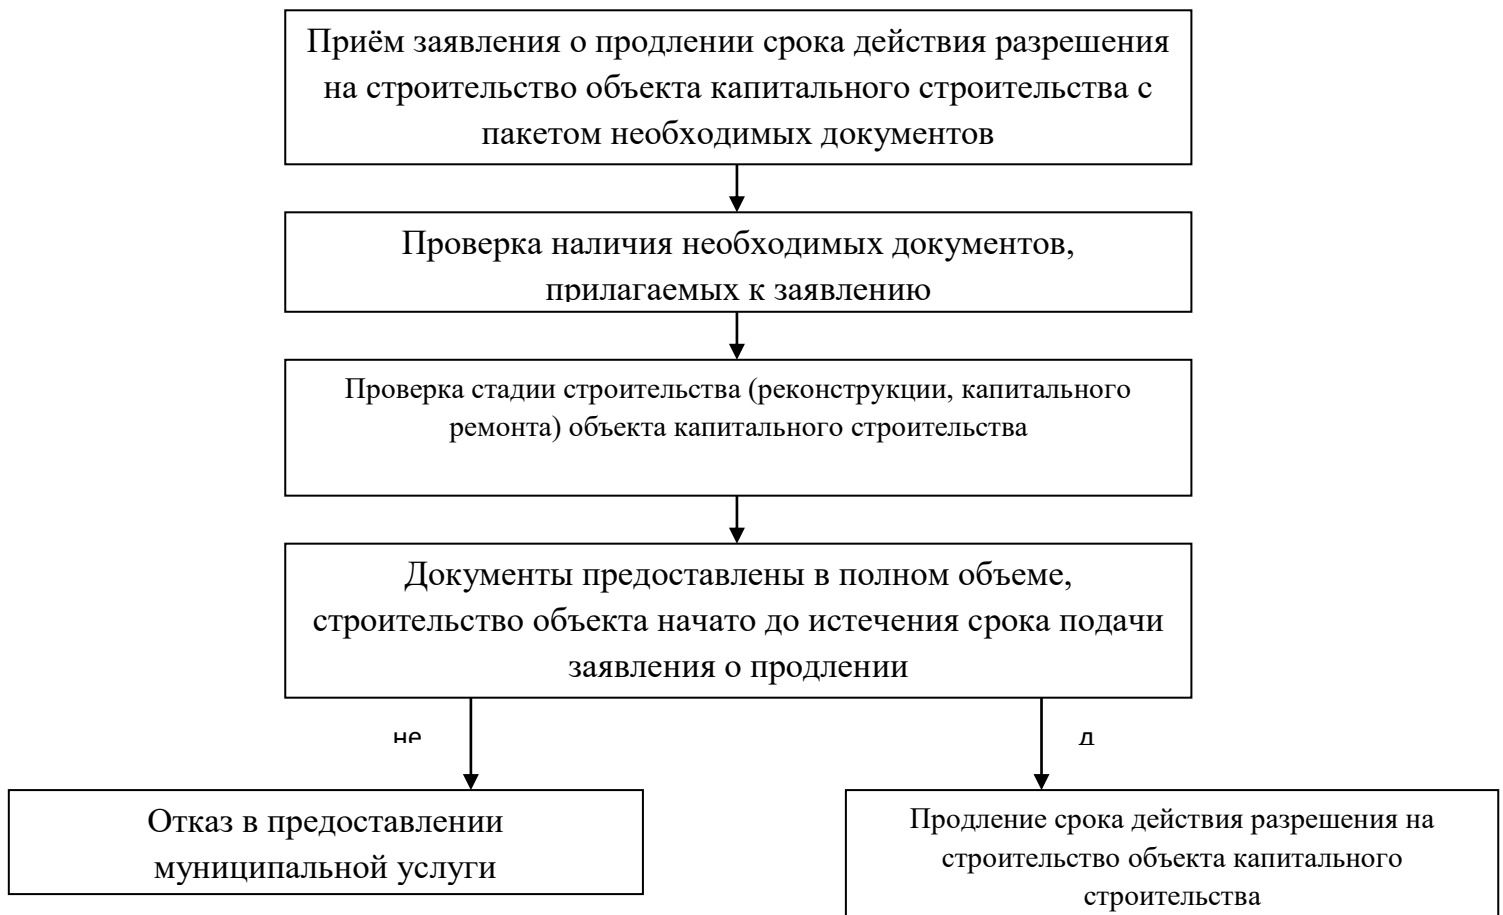 Приём заявления о продлении срока действия разрешения
на строительство объекта капитального строительства с
пакетом необходимых документов
Проверка наличия необходимых документов,
прилагаемых к заявлению
Проверка стадии строительства (реконструкции, капитального
ремонта) объекта капитального строительства
Документы предоставлены в полном объеме,
строительство объекта начато до истечения срока подачи
заявления о продлении
не
д
Отказ в предоставлении
муниципальной услуги
Продление срока действия разрешения на
строительство объекта капитального
строительства